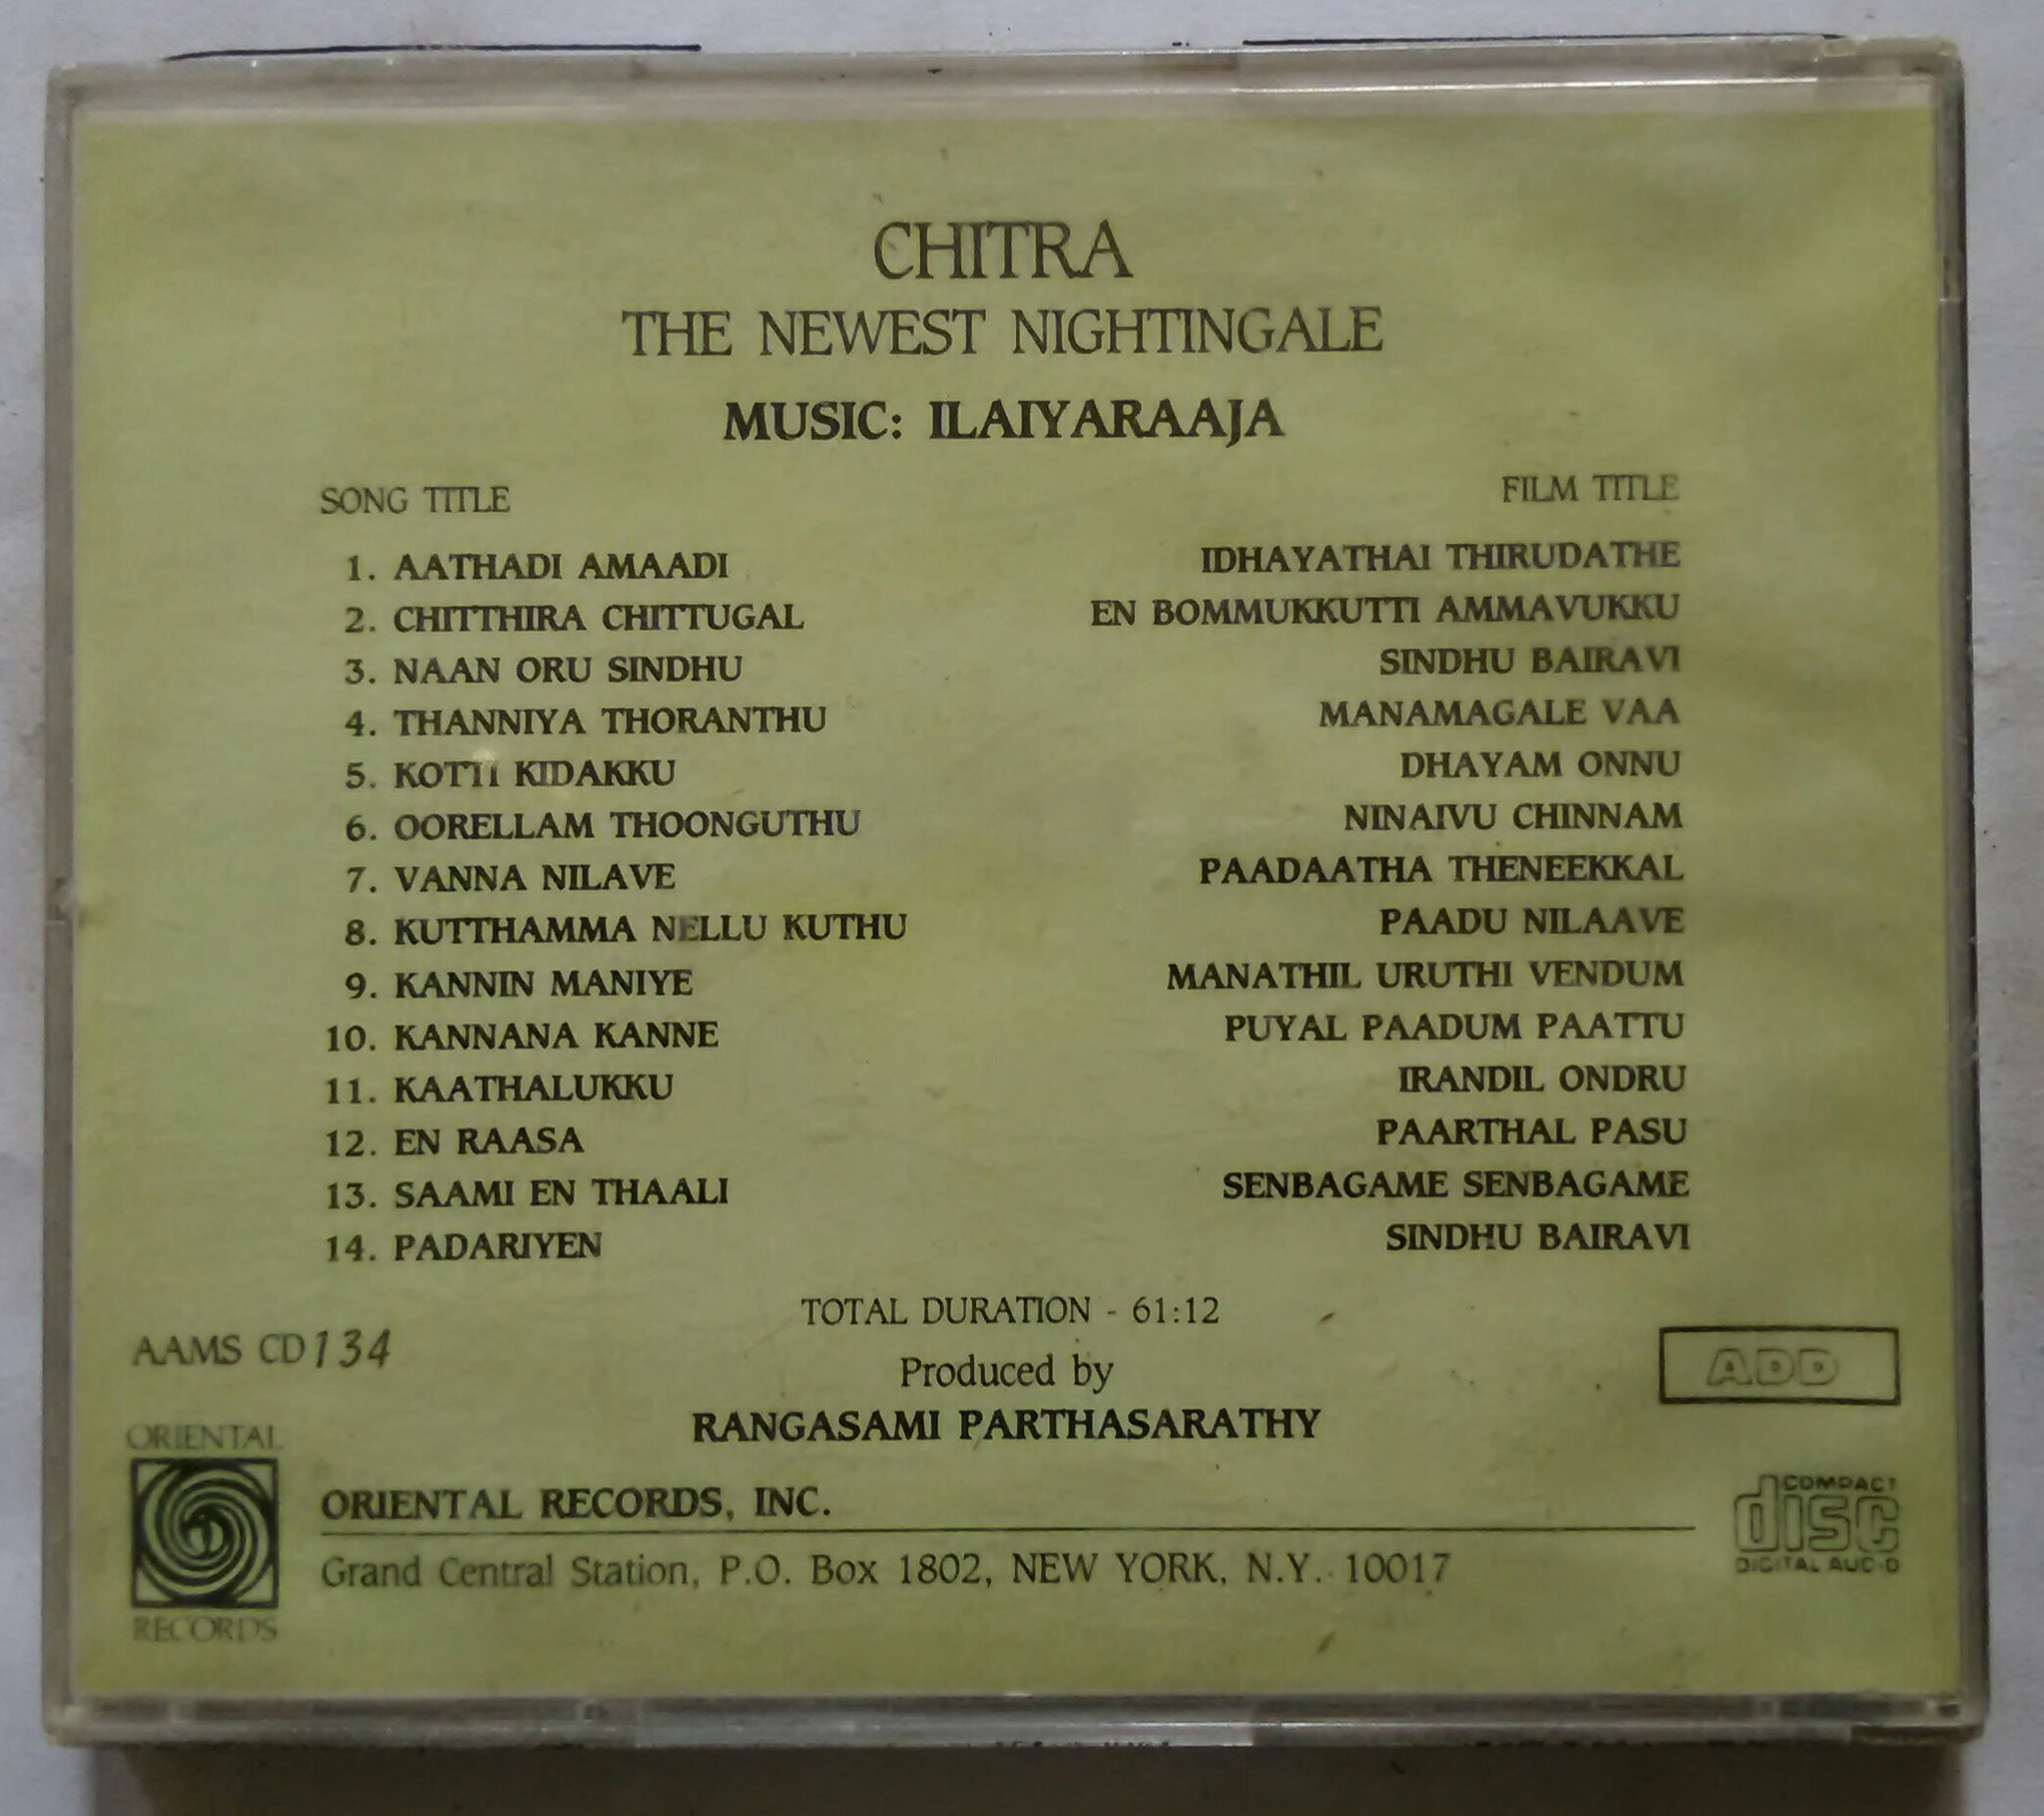 CHITRA
THE NEWEST NIGHTINGALE
MUSIC: ILAIYARAAJA
SONG TITLE FILM TITLE
1. AATHADI AMAADI IDHAYATHAI THIRUDATHE
2. CHITTHIRA CHITTUGAL EN BOMMUKKUTTI AMMAVUKKU
3. NAAN ORU SINDHU SINDHU BAIRAVI
4. THANNIYA THORANTHU MANAMAGALE VAA
5. KOTTI KIDAKKU DHAYAM ONNU
6. OORELLAM THOONGUTHU NINAIVU CHINNAM
7. VANNA NILAVE PAADAATHA THENEEKKAL
8. KUTTHAMMA NELLU KUTHU PAADU NILAAVE
9. KANNIN MANIYE MANATHIL URUTHI VENDUM
10. KANNANA KANNE PUYAL PAADUM PAATTU
11. KAATHALUKKU IRANDIL ONDRU
12. EN RAASA PAARTHAL PASU
13. SAAMI EN THAALI SENBAGAME SENBAGAME
14. PADARIYEN SINDHU BAIRAVI
TOTAL DURATION - 61:12
AAMS CD 134
ADD
Produced by
RANGASAMI PARTHASARATHY
ORIENTAL
RECORDS
ORIENTAL RECORDS, INC.
Grand Central Station, P.O. Box 1802, NEW YORK, N.Y. 10017
COMPACT
disc
DIGITAL AUDIO